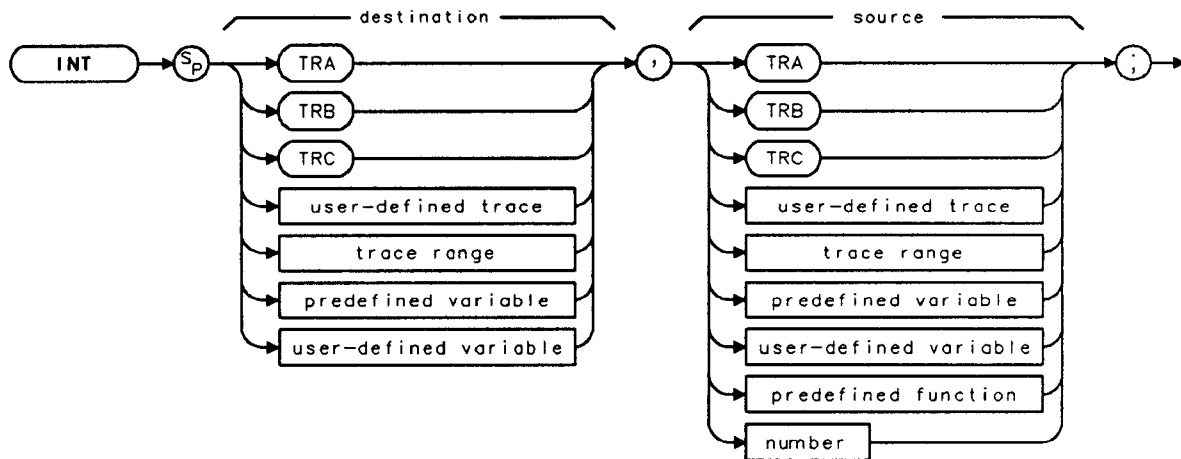 destination
source
INT
SP
TRA
,
TRA
;
TRB
TRB
TRC
TRC
user-defined trace
user-defined trace
trace range
trace range
predefined variable
predefined variable
user-defined variable
user-defined variable
predefined function
number